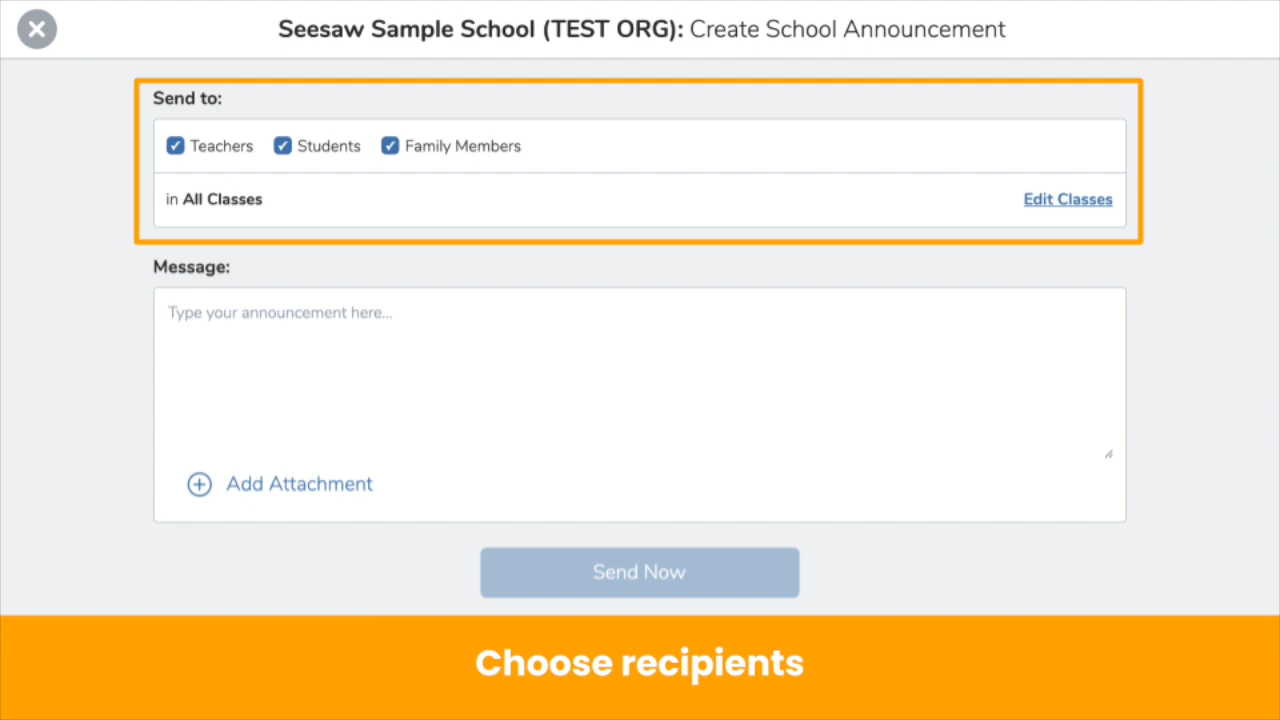 Seesaw Sample School (TEST ORG): Create School Announcement
Send to:
Teachers Students Family Members
in All Classes Edit Classes
Message:
Type your announcement here...
Add Attachment
Send Now
Choose recipients